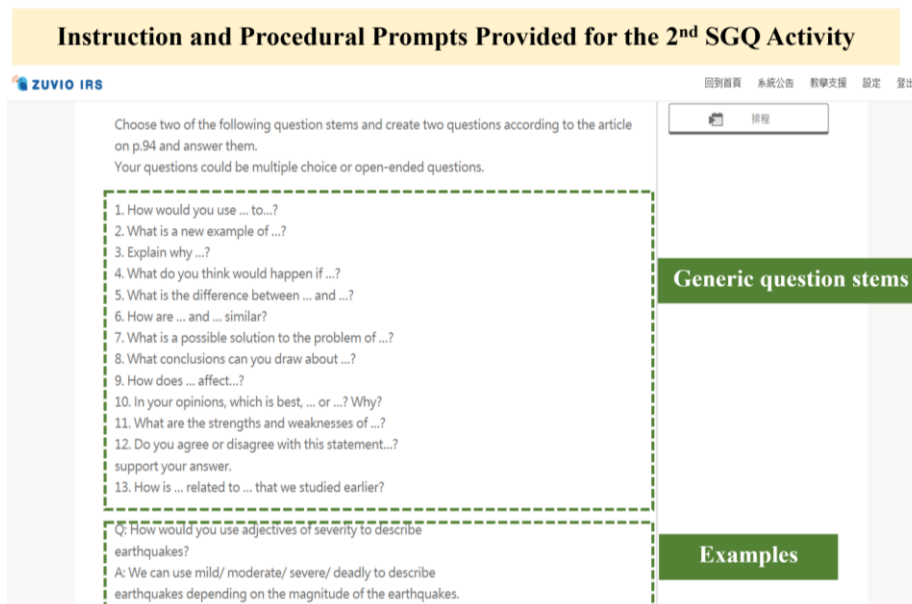 Instruction and Procedural Prompts Provided for the 2nd SGQ Activity
ZUVIO IRS
回到首頁 系統公告 教學支援 設定 登出
排程
Choose two of the following question stems and create two questions according to the article
on p.94 and answer them.
Your questions could be multiple choice or open-ended questions.
1. How would you use ... to...?
2. What is a new example of ...?
3. Explain why ...?
4. What do you think would happen if ...?
5. What is the difference between ... and ...?
6. How are ... and ... similar?
7. What is a possible solution to the problem of ...?
8. What conclusions can you draw about ...?
9. How does ... affect...?
10. In your opinions, which is best, ... or ...? Why?
11. What are the strengths and weaknesses of ...?
12. Do you agree or disagree with this statement...?
support your answer.
13. How is ... related to ... that we studied earlier?
Generic question stems
Q: How would you use adjectives of severity to describe
earthquakes?
A: We can use mild/ moderate/ severe/ deadly to describe
earthquakes depending on the magnitude of the earthquakes.
Examples